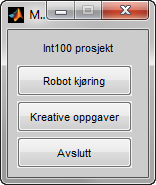 M...
Int100 prosjekt
Robot kjøring
Kreative oppgaver
Avslutt